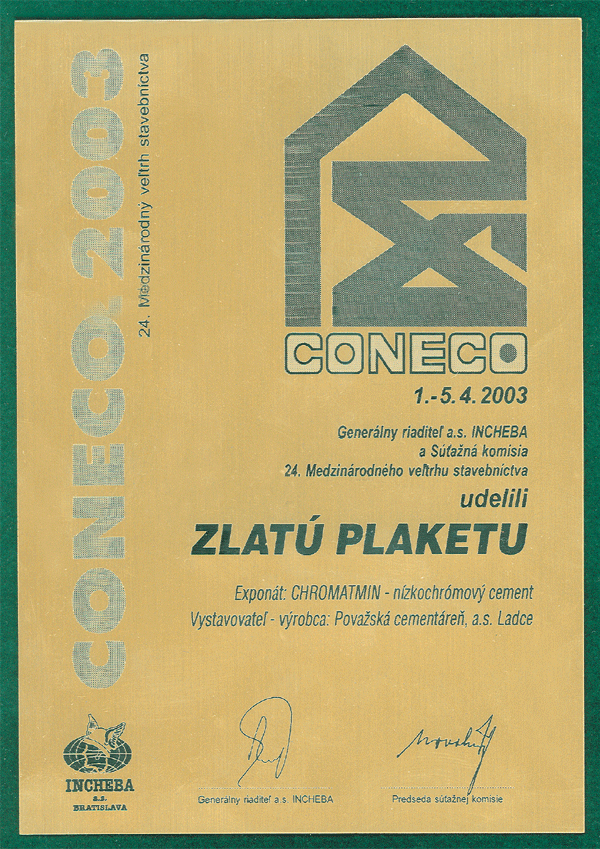 CONECO 2003
24. Medzinárodný veľtrh stavebníctva
CONECO
1.-5. 4. 2003
Generálny riaditeľ a.s. INCHEBA
a Súťažná komisia
24. Medzinárodného veľtrhu stavebníctva
udelili
ZLATÚ PLAKETU
Exponát: CHROMATMIN - nízkochrómový cement
Vystavovateľ - výrobca: Považská cementáreň, a.s. Ladce
INCHEBA
a.s.
BRATISLAVA
Generálny riaditeľ a.s. INCHEBA
Predseda súťažnej komisie